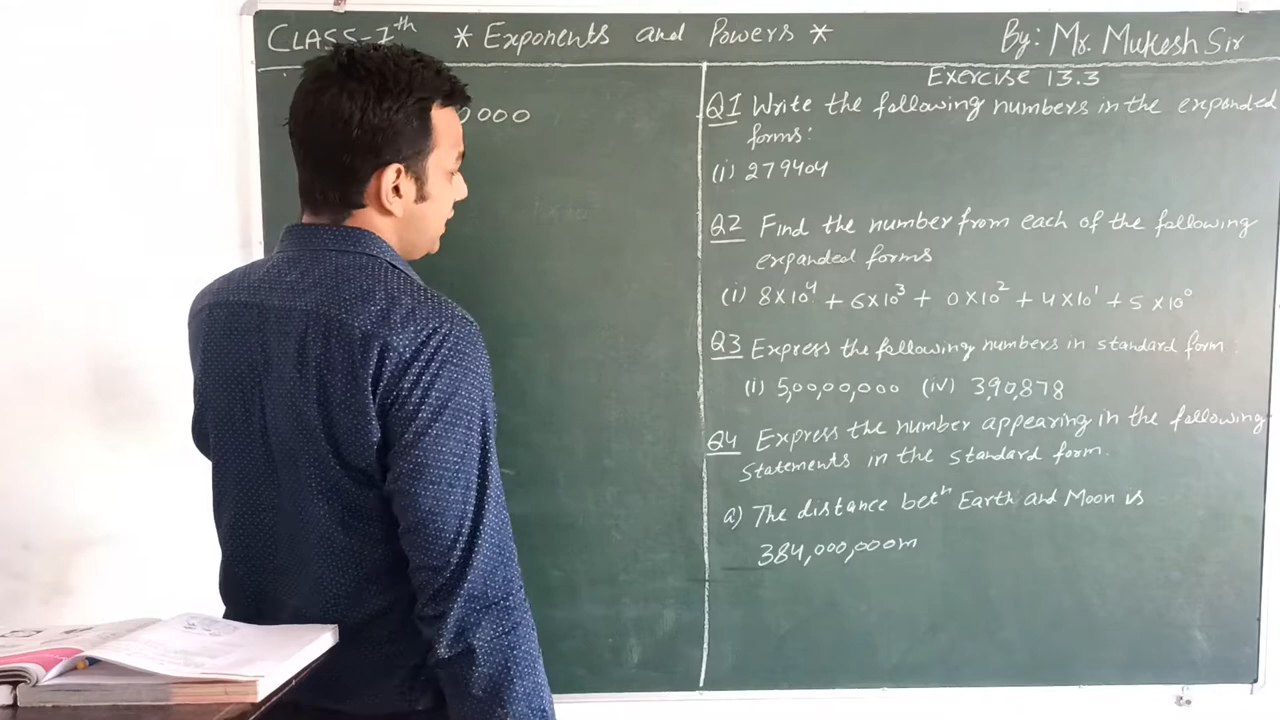 CLASS-7th * Exponents and Powers * By: Mr. Mukesh Sir
0000
Exercise 13.3
Q1 Write the following numbers in the expanded
forms:
(i) 279404
Q2 Find the number from each of the following
expanded forms
(i) 8×10⁴ + 6×10³ + 0×10² + 4×10¹ + 5×10⁰
Q3 Express the following numbers in standard form:
(i) 5,00,00,000 (iv) 3,90,878
Q4 Express the number appearing in the following
statements in the standard form.
a) The distance betⁿ Earth and Moon is
384,000,000m